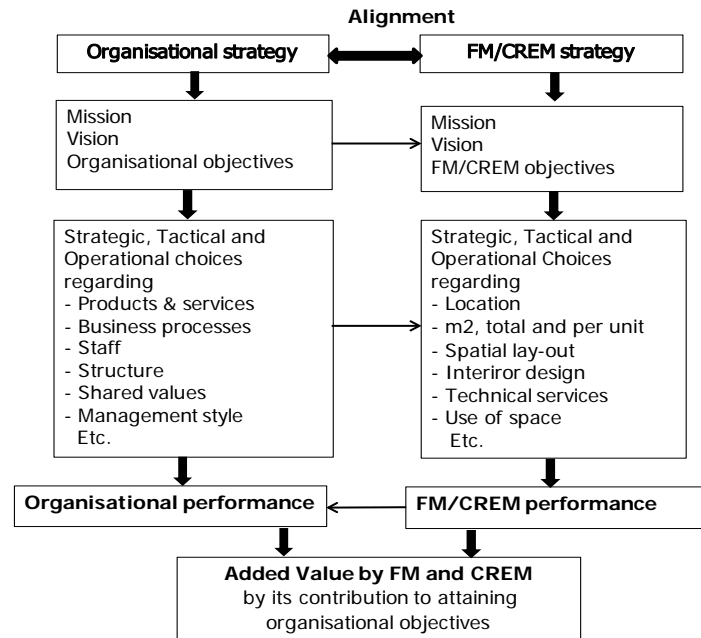 Alignment
Organisational strategy
FM/CREM strategy
Mission
Vision
Organisational objectives
Mission
Vision
FM/CREM objectives
Strategic, Tactical and
Operational choices
regarding
- Products & services
- Business processes
- Staff
- Structure
- Shared values
- Management style
Etc.
Strategic, Tactical and
Operational Choices
regarding
- Location
- m2, total and per unit
- Spatial lay-out
- Interiror design
- Technical services
- Use of space
Etc.
Organisational performance
FM/CREM performance
Added Value by FM and CREM
by its contribution to attaining
organisational objectives